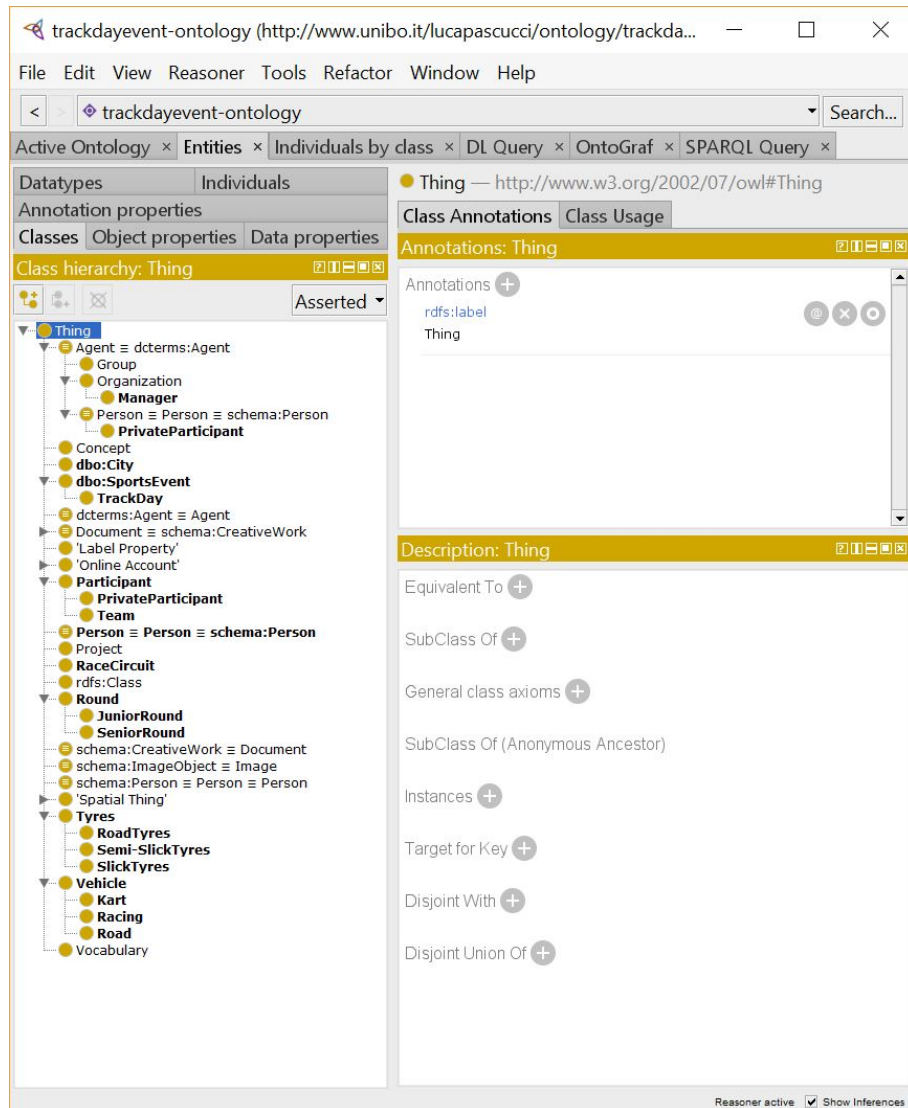 trackdayevent-ontology (http://www.unibo.it/lucapascucci/ontology/trackda...
File Edit View Reasoner Tools Refactor Window Help
< > trackdayevent-ontology Search...
Active Ontology × Entities × Individuals by class × DL Query × OntoGraf × SPARQL Query ×
Datatypes Individuals
Annotation properties
Classes Object properties Data properties
Class hierarchy: Thing
Asserted
Thing
Agent ≡ dcterms:Agent
Group
Organization
Manager
Person ≡ Person ≡ schema:Person
PrivateParticipant
Concept
dbo:City
dbo:SportsEvent
TrackDay
dcterms:Agent ≡ Agent
Document ≡ schema:CreativeWork
'Label Property'
'Online Account'
Participant
PrivateParticipant
Team
Person ≡ Person ≡ schema:Person
Project
RaceCircuit
rdfs:Class
Round
JuniorRound
SeniorRound
schema:CreativeWork ≡ Document
schema:ImageObject ≡ Image
schema:Person ≡ Person ≡ Person
'Spatial Thing'
Tyres
RoadTyres
Semi-SlickTyres
SlickTyres
Vehicle
Kart
Racing
Road
Vocabulary
Thing — http://www.w3.org/2002/07/owl#Thing
Class Annotations Class Usage
Annotations: Thing
Annotations
rdfs:label
Thing
Description: Thing
Equivalent To
SubClass Of
General class axioms
SubClass Of (Anonymous Ancestor)
Instances
Target for Key
Disjoint With
Disjoint Union Of
Reasoner active Show Inferences